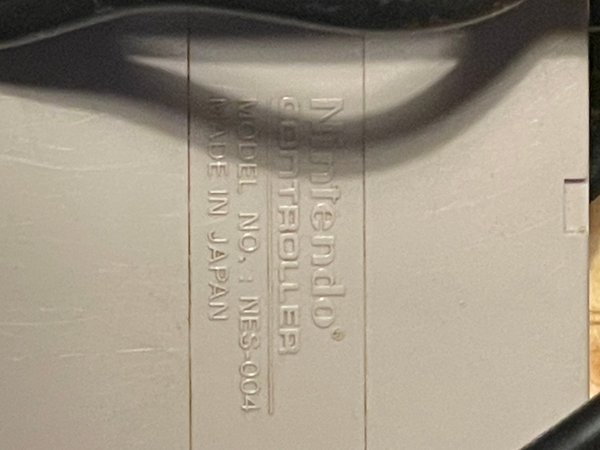 Nintendo®
CONTROLLER
MODEL NO. : NES-004
MADE IN JAPAN